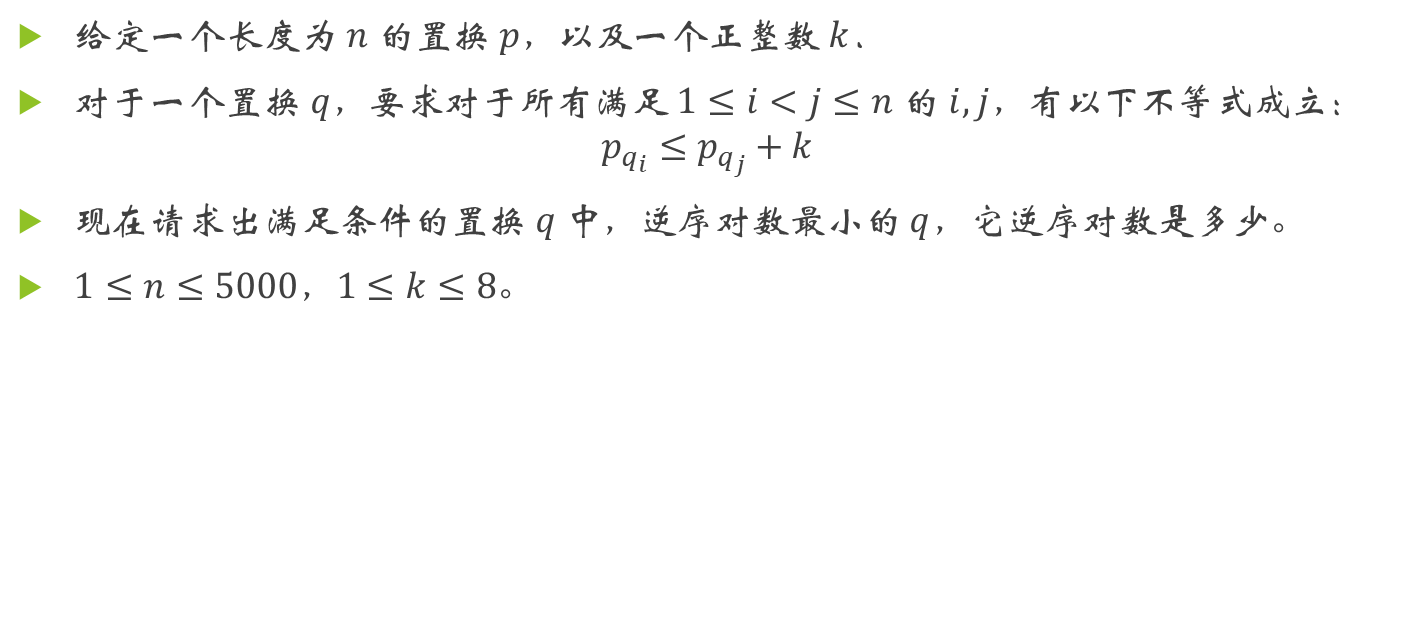 给定一个长度为 n 的置换 p，以及一个正整数 k.
对于一个置换 q，要求对于所有满足 1 ≤ i < j ≤ n 的 i, j，有以下不等式成立：
p_{q_i} ≤ p_{q_j} + k
现在请求出满足条件的置换 q 中，逆序对数最小的 q，它逆序对数是多少。
1 ≤ n ≤ 5000，1 ≤ k ≤ 8。